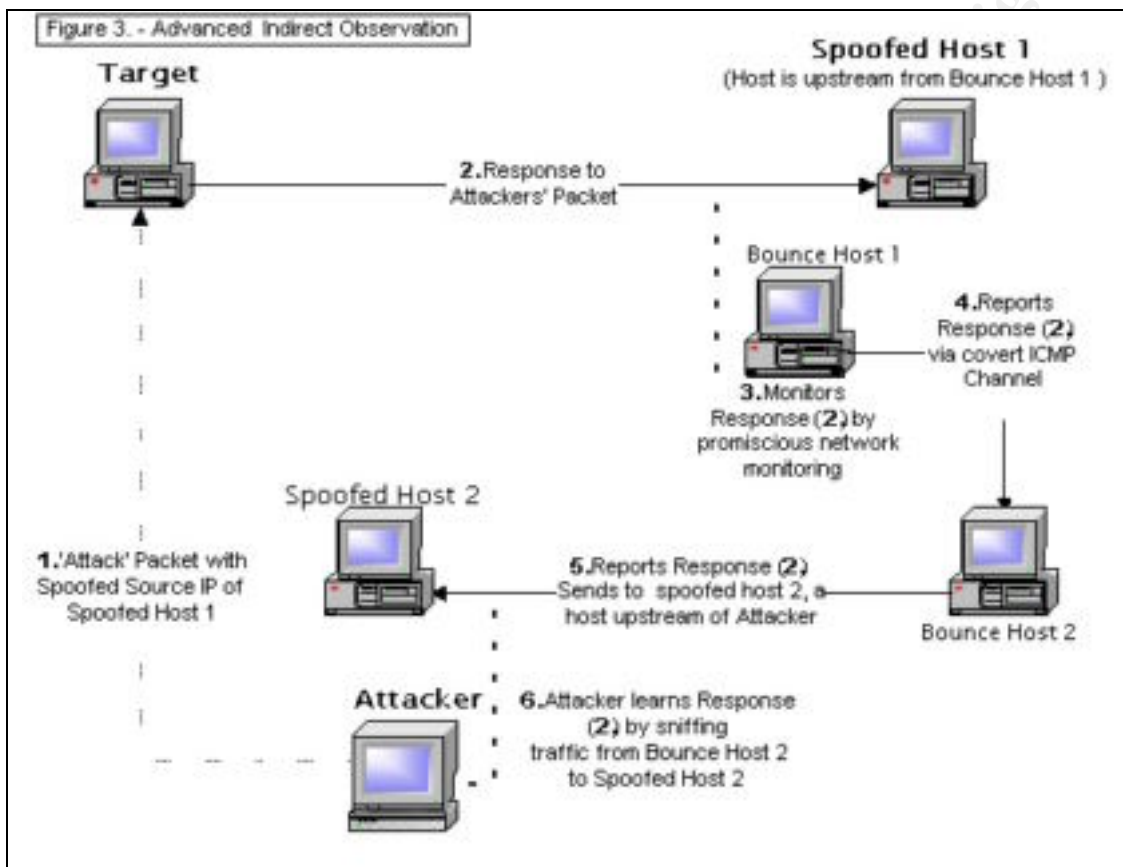 Figure 3. - Advanced Indirect Observation
Target
Spoofed Host 1
(Host is upstream from Bounce Host 1 )
2.Response to
Attackers' Packet
Bounce Host 1
4.Reports
Response (2)
via covert ICMP
Channel
3.Monitors
Response (2) by
promiscious network
monitoring
Spoofed Host 2
1.'Attack' Packet with
Spoofed Source IP of
Spoofed Host 1
5.Reports Response (2)
Sends to spoofed host 2, a
host upstream of Attacker
Bounce Host 2
Attacker
6.Attacker learns Response
(2) by sniffing
traffic from Bounce Host 2
to Spoofed Host 2